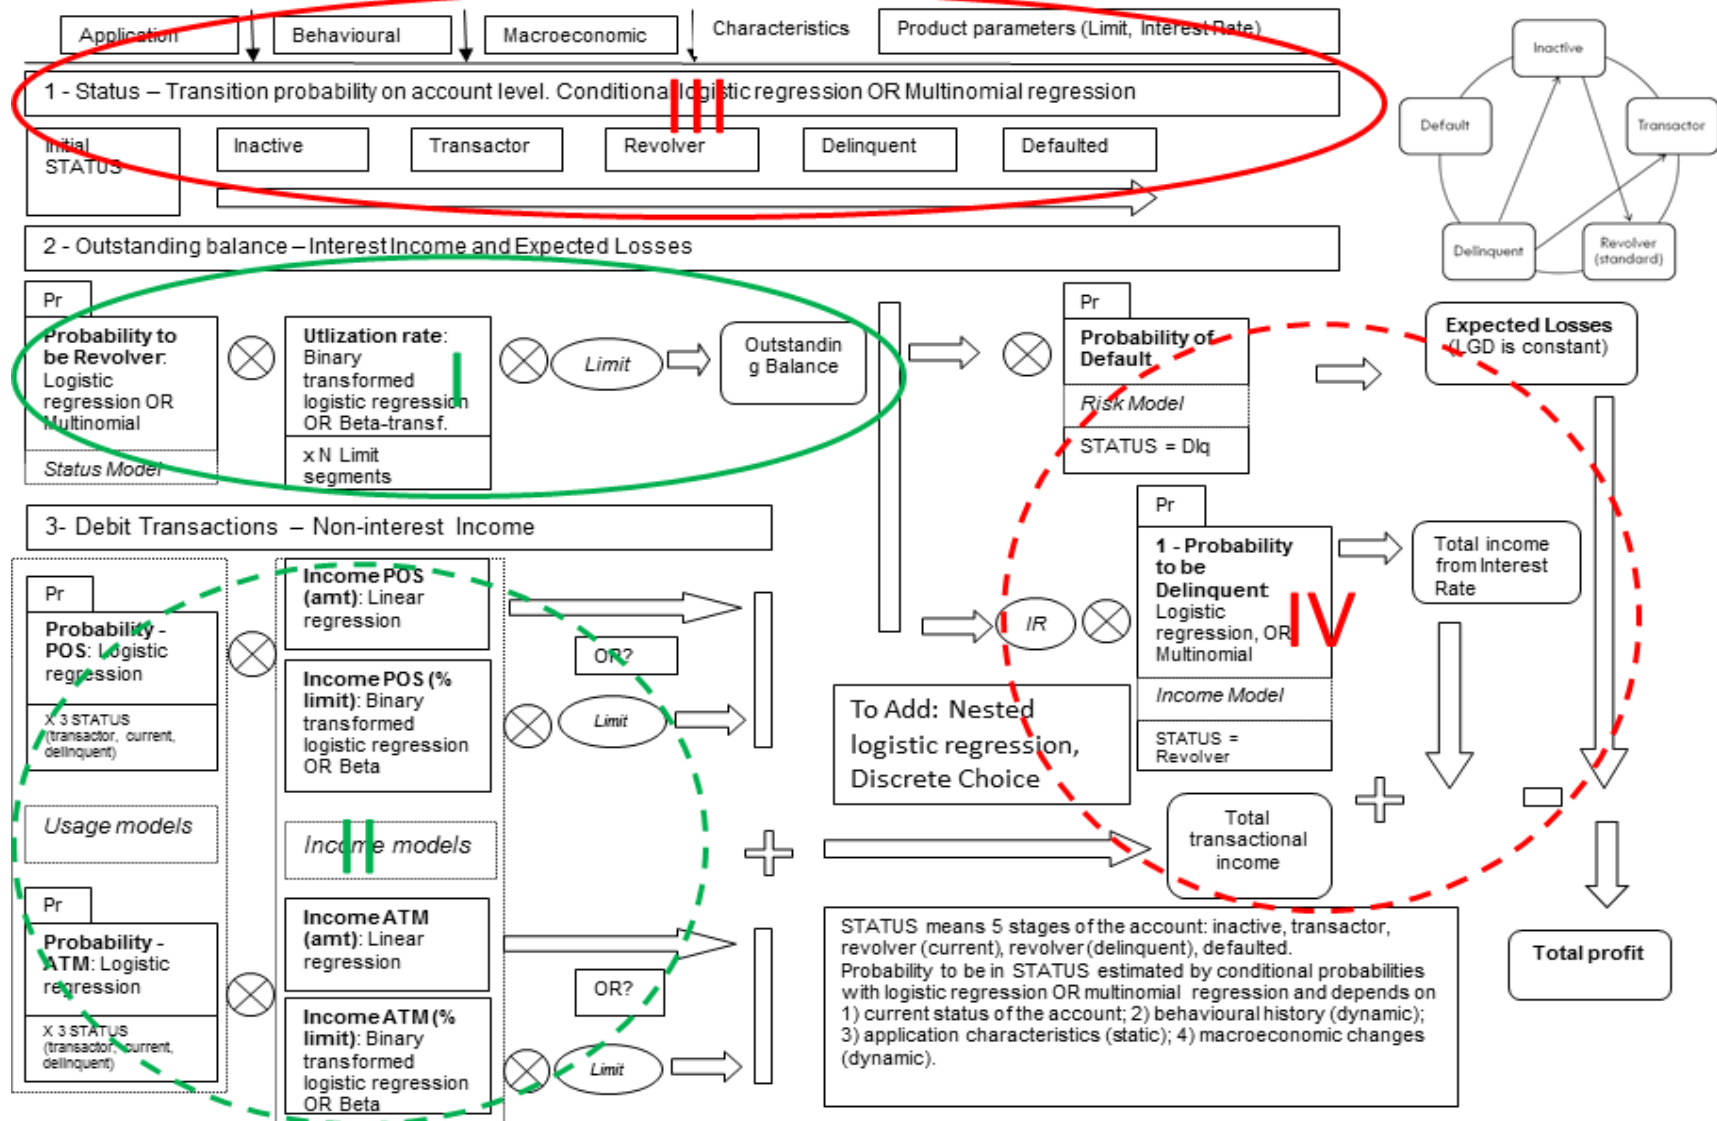 Application
Behavioural
Macroeconomic
Characteristics
Product parameters (Limit, Interest Rate)
1 - Status – Transition probability on account level. Conditional logistic regression OR Multinomial regression
III
Initial
STATUS
Inactive
Transactor
Revolver
Delinquent
Defaulted
Inactive
Default
Transactor
Delinquent
Revolver
(standard)
2 - Outstanding balance – Interest Income and Expected Losses
Pr
Probability to
be Revolver:
Logistic
regression OR
Multinomial
Status Model
Utlization rate:
Binary
transformed
logistic regression
OR Beta-transf.
x N Limit
segments
I
Limit
Outstandin
g Balance
Pr
Probability of
Default
Risk Model
STATUS = Dlq
Expected Losses
(LGD is constant)
3- Debit Transactions – Non-interest Income
Pr
Probability -
POS: Logistic
regression
X 3 STATUS
(transactor, current,
delinquent)
Usage models
Pr
Probability -
ATM: Logistic
regression
X 3 STATUS
(transactor, current,
delinquent)
Income POS
(amt): Linear
regression
OR?
Income POS (%
limit): Binary
transformed
logistic regression
OR Beta
Limit
Income models
II
Income ATM
(amt): Linear
regression
OR?
Income ATM (%
limit): Binary
transformed
logistic regression
OR Beta
Limit
IR
Pr
1 - Probability
to be
Delinquent
Logistic
regression, OR
Multinomial
Income Model
STATUS =
Revolver
IV
Total income
from Interest
Rate
To Add: Nested
logistic regression,
Discrete Choice
Total
transactional
income
Total profit
STATUS means 5 stages of the account: inactive, transactor,
revolver (current), revolver (delinquent), defaulted.
Probability to be in STATUS estimated by conditional probabilities
with logistic regression OR multinomial regression and depends on
1) current status of the account; 2) behavioural history (dynamic);
3) application characteristics (static); 4) macroeconomic changes
(dynamic).